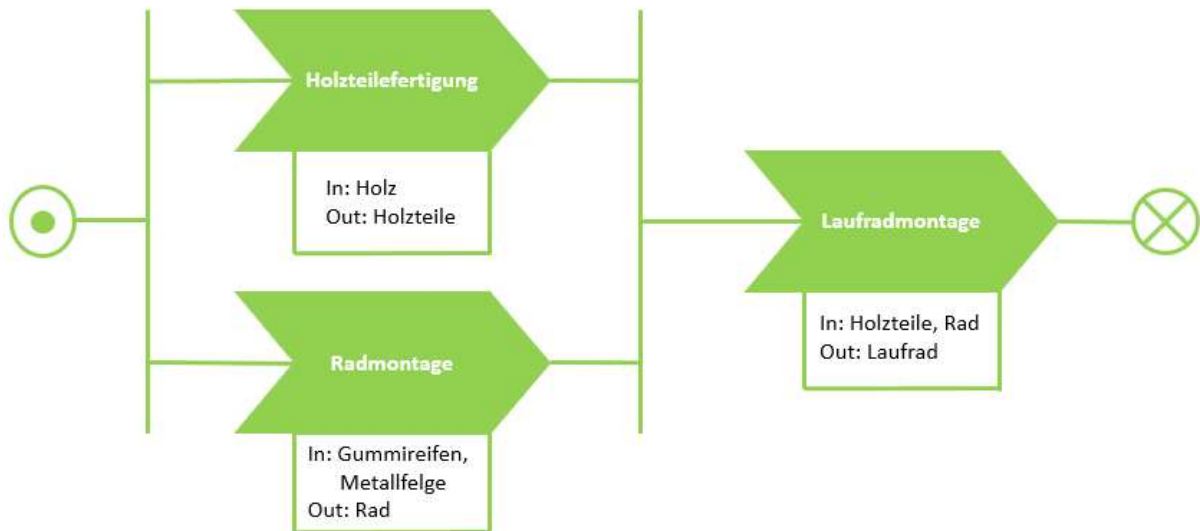 Holzteilefertigung
In: Holz
Out: Holzteile
Radmontage
In: Gummireifen,
Metallfelge
Out: Rad
Laufradmontage
In: Holzteile, Rad
Out: Laufrad